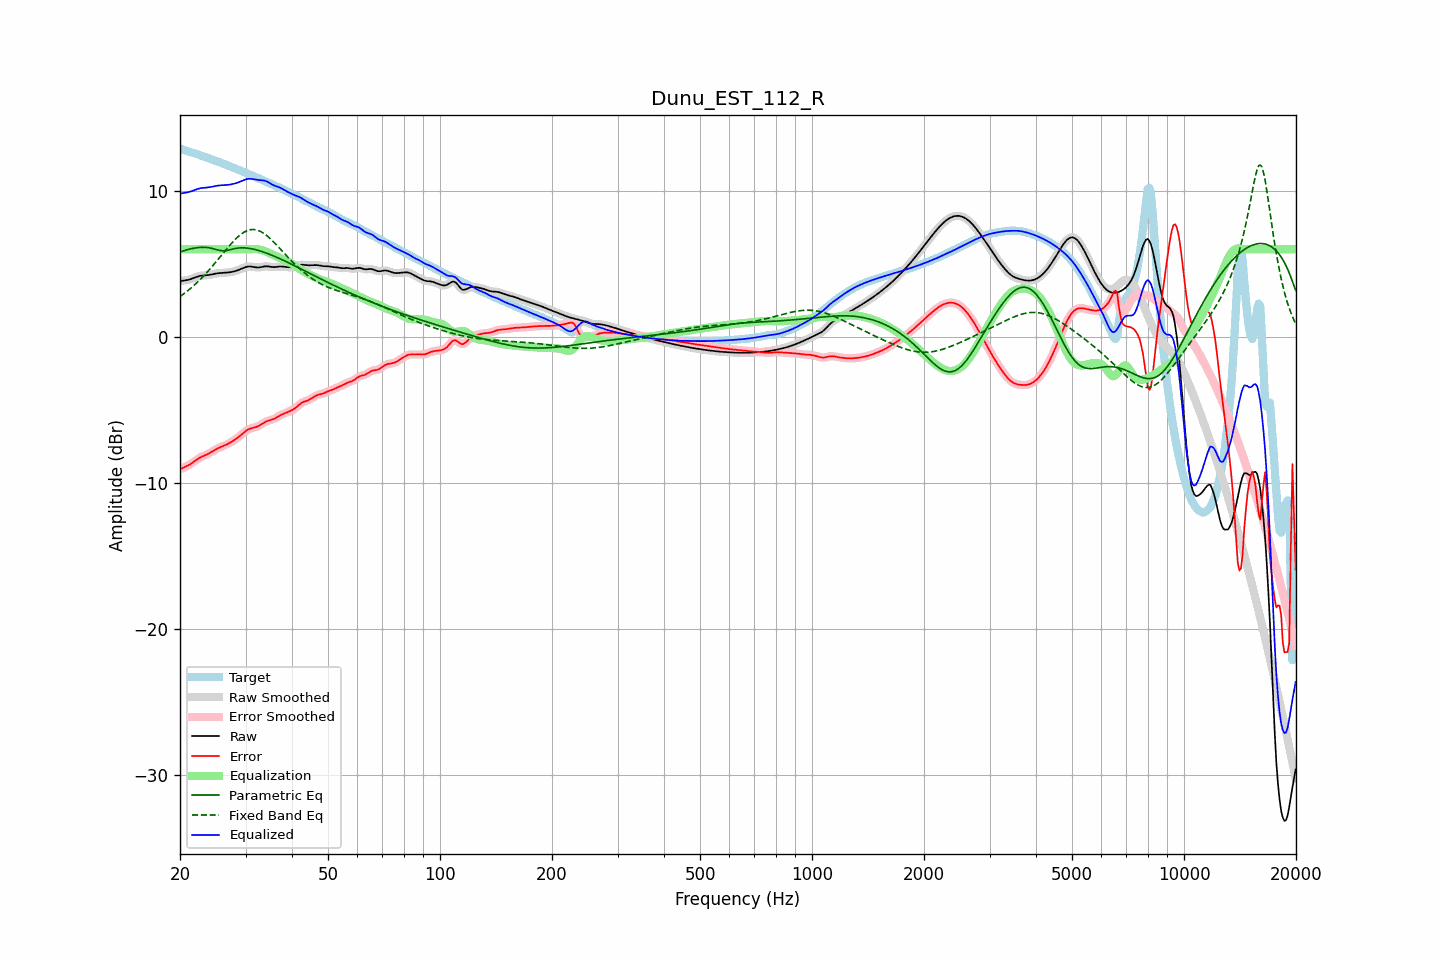 Dunu_EST_112_R
Amplitude (dBr)
10
0
−10
−20
−30
Target
Raw Smoothed
Error Smoothed
Raw
Error
Equalization
Parametric Eq
Fixed Band Eq
Equalized
20 50 100 200 500 1000 2000 5000 10000 20000
Frequency (Hz)